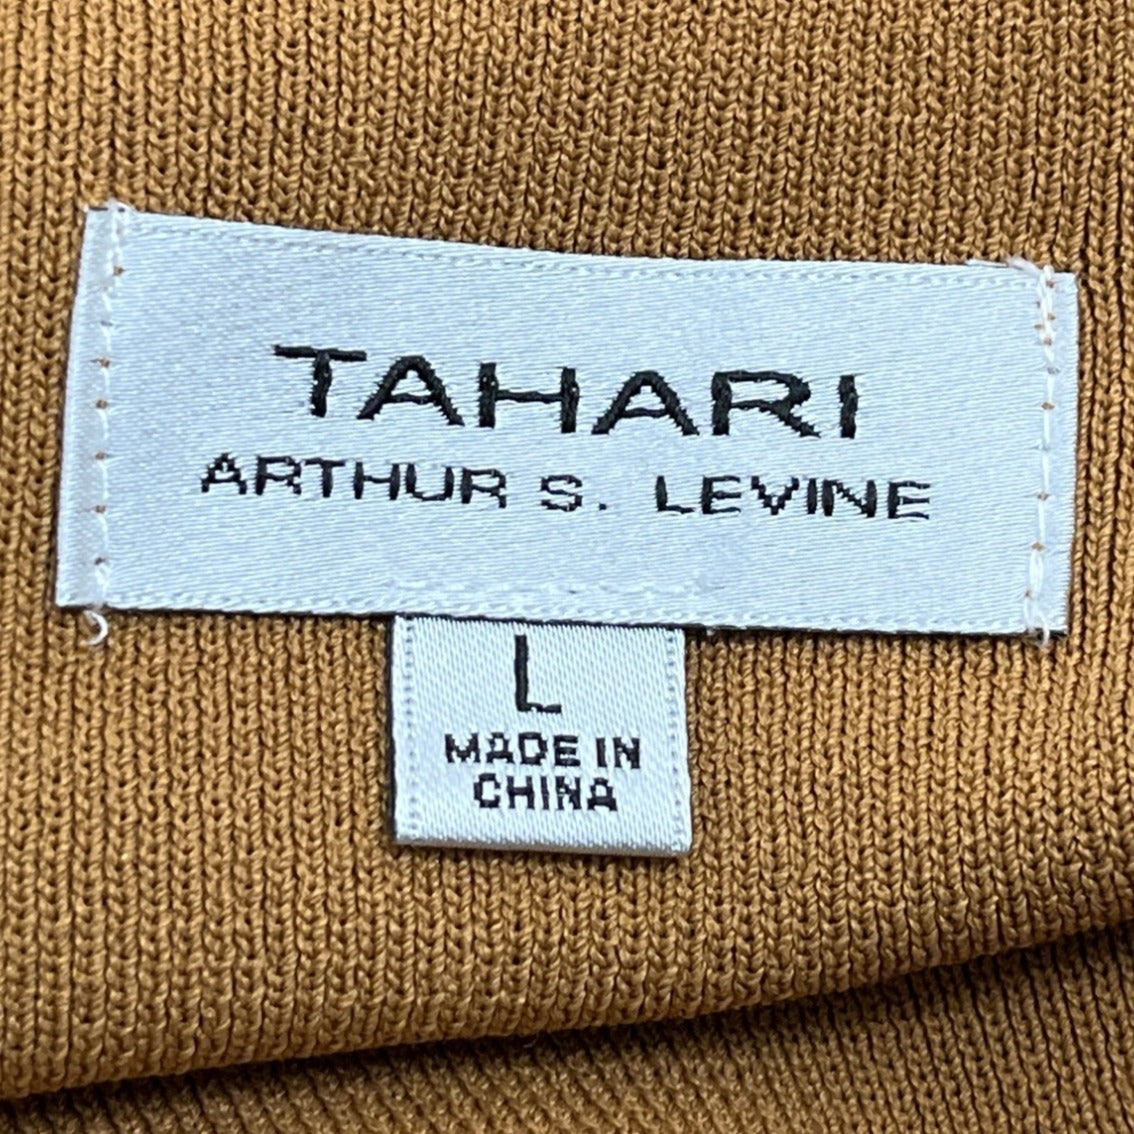 TAHARI
ARTHUR S. LEVINE
L
MADE IN
CHINA